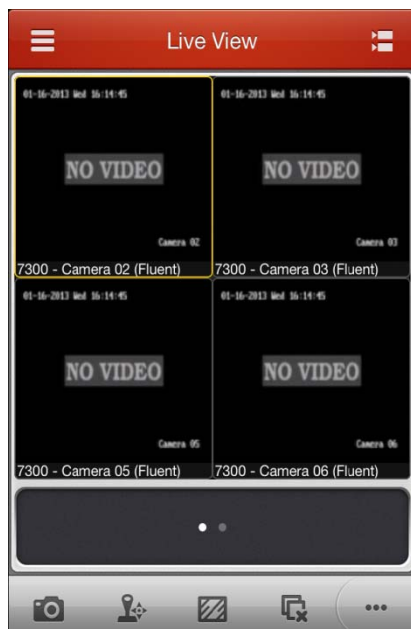 Live View
01-16-2013 Wed 16:14:45
NO VIDEO
Camera 02
7300 - Camera 02 (Fluent)
01-16-2013 Wed 16:14:45
NO VIDEO
Camera 03
7300 - Camera 03 (Fluent)
01-16-2013 Wed 16:14:45
NO VIDEO
Camera 05
7300 - Camera 05 (Fluent)
01-16-2013 Wed 16:14:45
NO VIDEO
Camera 06
7300 - Camera 06 (Fluent)